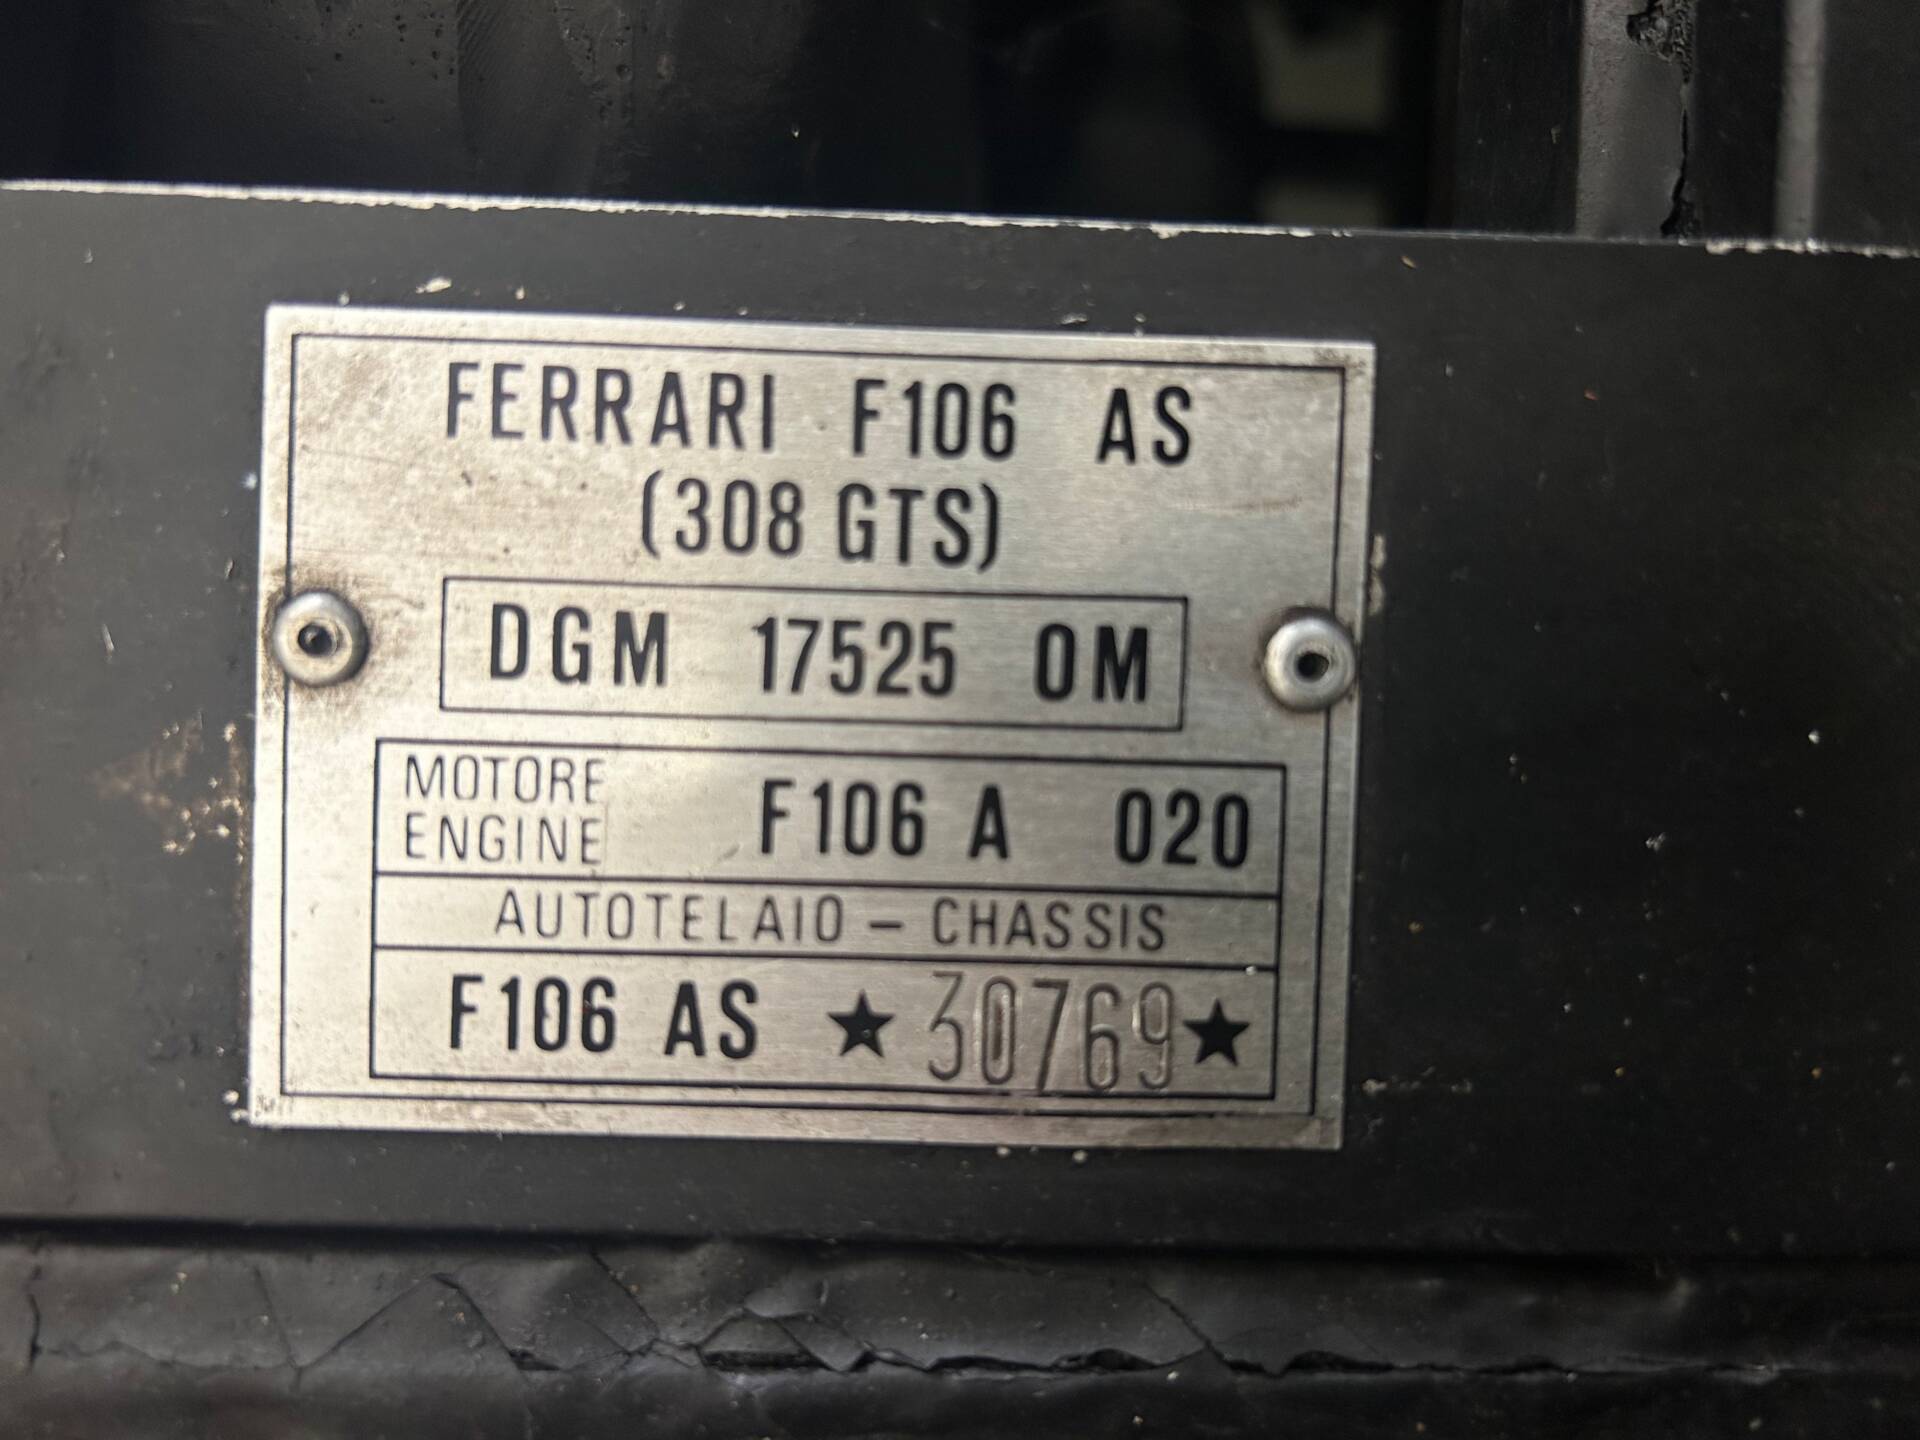 FERRARI F106 AS
(308 GTS)
DGM 17525 OM
MOTORE
ENGINE
F106 A 020
AUTOTELAIO – CHASSIS
F106 AS ★ 30769 ★